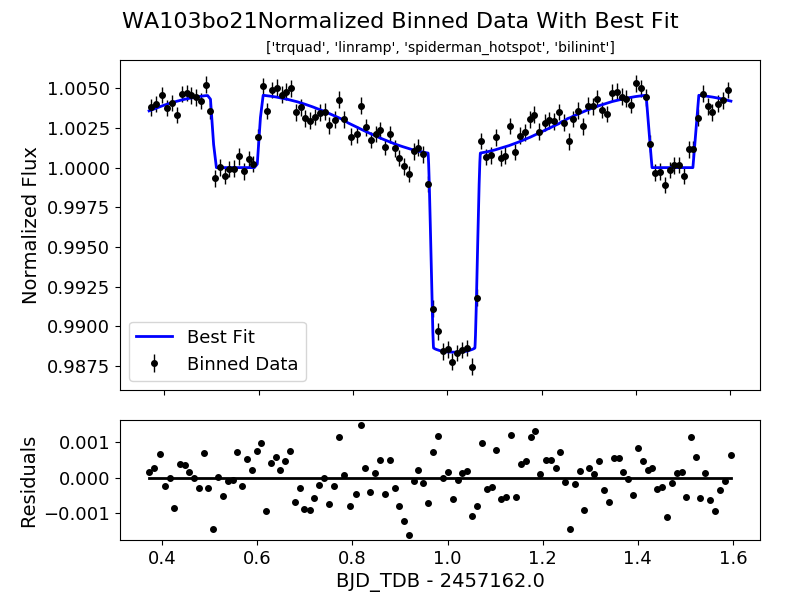 WA103bo21Normalized Binned Data With Best Fit
['trquad', 'linramp', 'spiderman_hotspot', 'bilinint']
1.0050
1.0025
1.0000
0.9975
0.9950
0.9925
0.9900
0.9875
Normalized Flux
Best Fit
Binned Data
0.001
0.000
−0.001
Residuals
0.4 0.6 0.8 1.0 1.2 1.4 1.6
BJD_TDB - 2457162.0